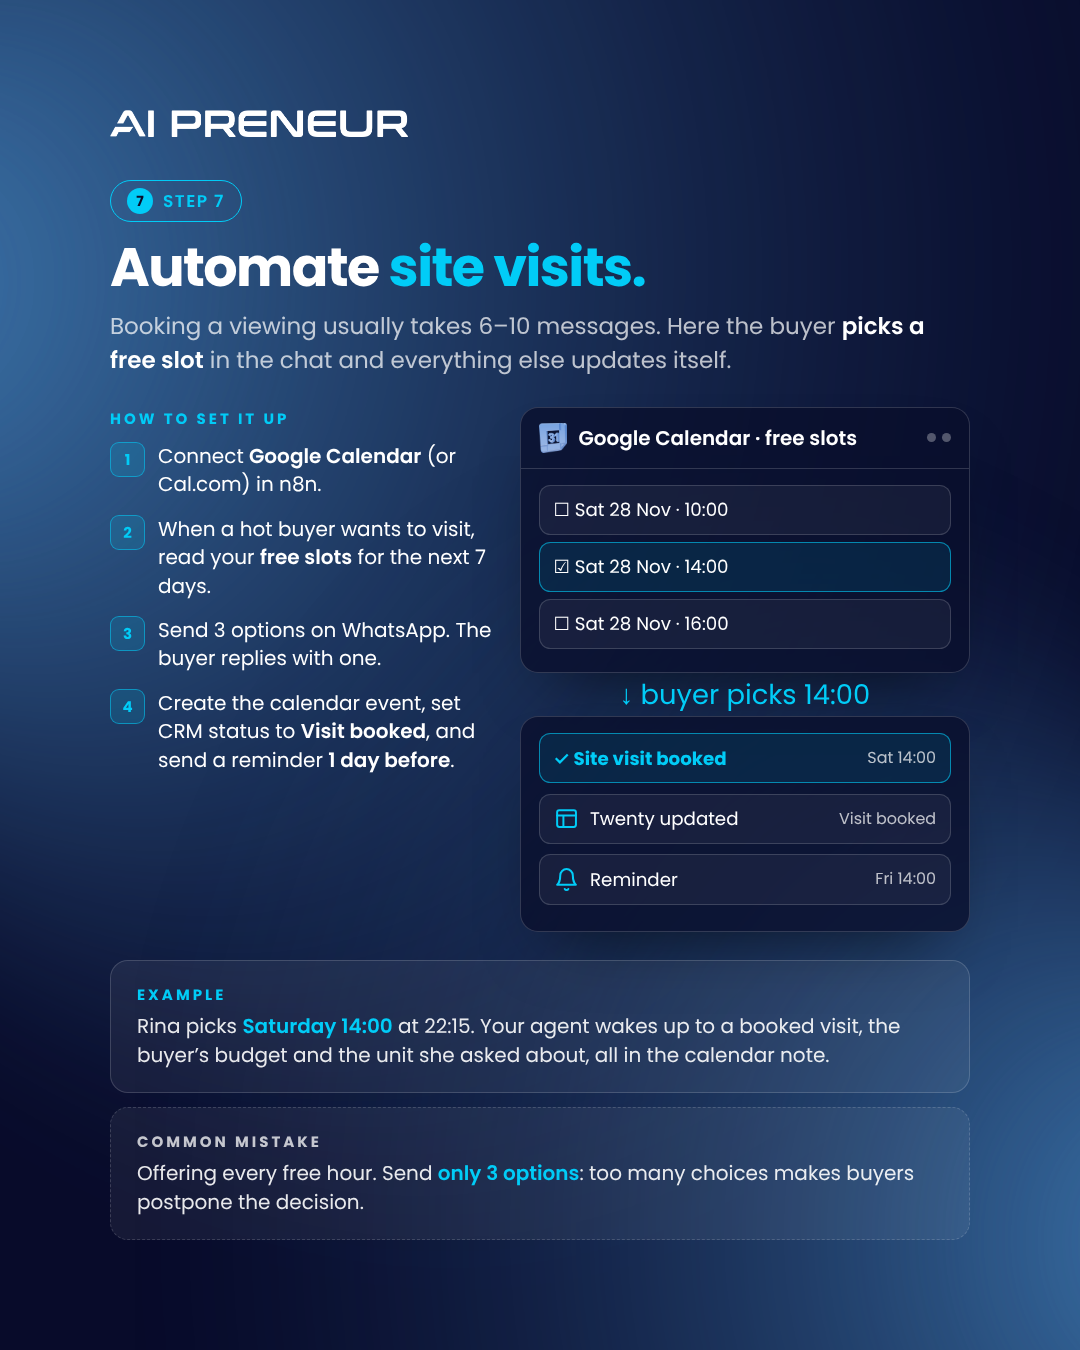 AI PRENEUR
7 STEP 7
Automate site visits.
Booking a viewing usually takes 6–10 messages. Here the buyer picks a
free slot in the chat and everything else updates itself.
HOW TO SET IT UP
1 Connect Google Calendar (or
Cal.com) in n8n.
2 When a hot buyer wants to visit,
read your free slots for the next 7
days.
3 Send 3 options on WhatsApp. The
buyer replies with one.
4 Create the calendar event, set
CRM status to Visit booked, and
send a reminder 1 day before.
31 Google Calendar · free slots
☐ Sat 28 Nov · 10:00
☑ Sat 28 Nov · 14:00
☐ Sat 28 Nov · 16:00
↓ buyer picks 14:00
✓ Site visit booked Sat 14:00
Twenty updated Visit booked
Reminder Fri 14:00
EXAMPLE
Rina picks Saturday 14:00 at 22:15. Your agent wakes up to a booked visit, the
buyer’s budget and the unit she asked about, all in the calendar note.
COMMON MISTAKE
Offering every free hour. Send only 3 options: too many choices makes buyers
postpone the decision.